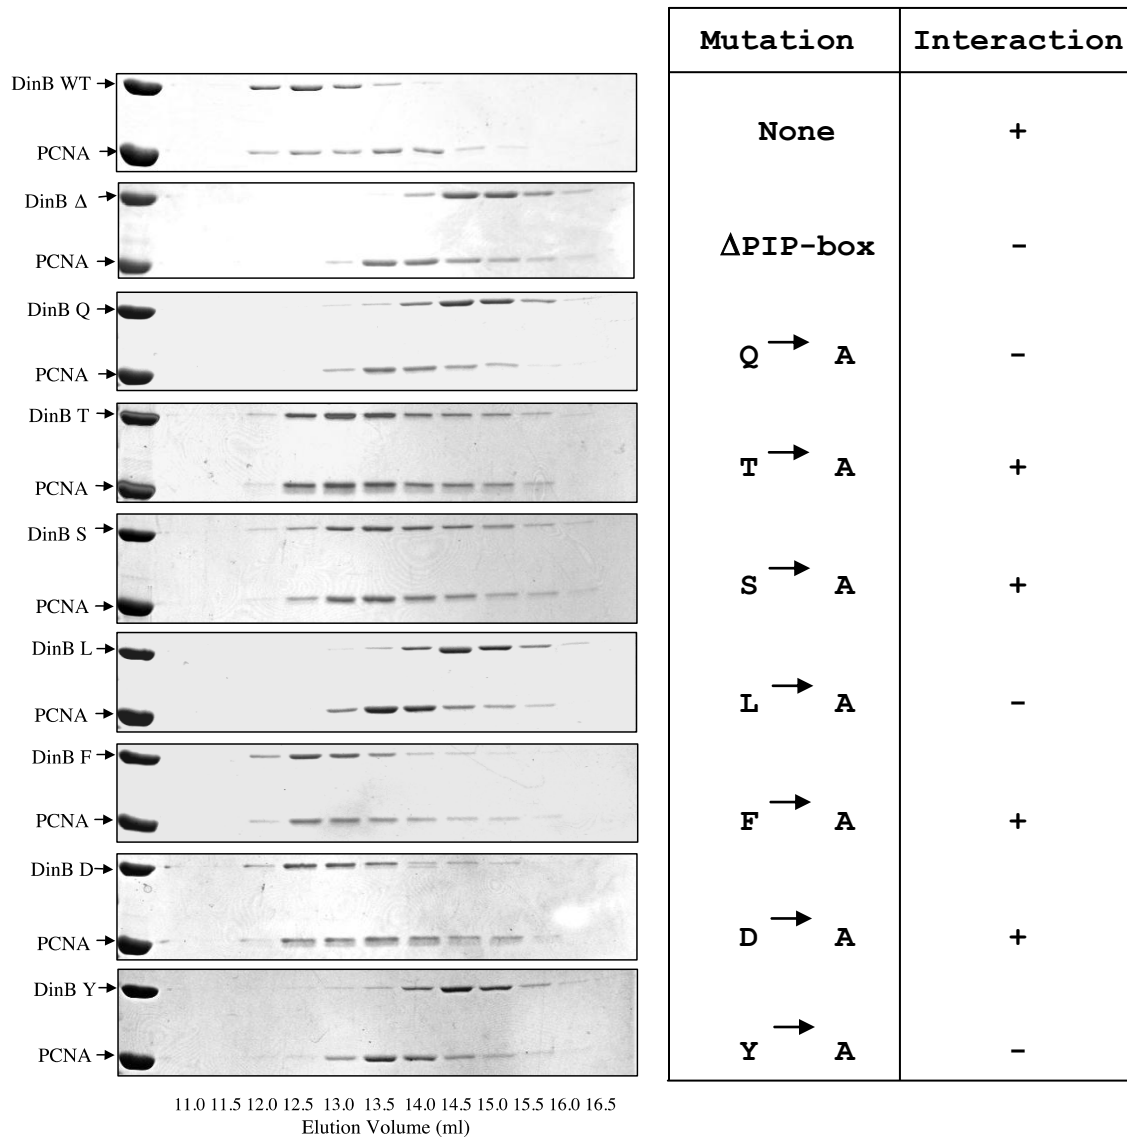 Mutation Interaction
DinB WT
None +
PCNA
DinB Δ
ΔPIP-box -
PCNA
DinB Q
Q A -
PCNA
DinB T
T A +
PCNA
DinB S
S A +
PCNA
DinB L
L A -
PCNA
DinB F
F A +
PCNA
DinB D
D A +
PCNA
DinB Y
Y A -
PCNA
11.0 11.5 12.0 12.5 13.0 13.5 14.0 14.5 15.0 15.5 16.0 16.5
Elution Volume (ml)